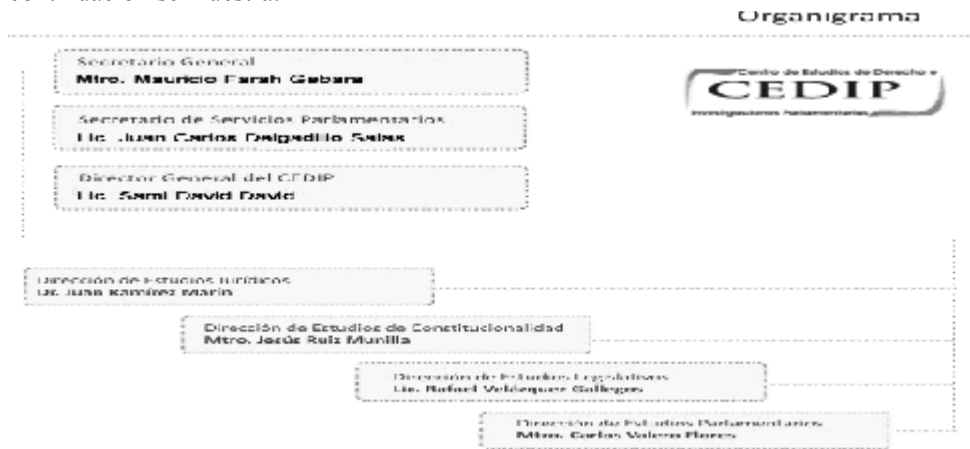 Organigrama
Secretario General
Mtro. Mauricio Farah Gebara
Centro de Estudios de Derecho e
CEDIP
Investigaciones Parlamentarias
Secretario de Servicios Parlamentarios
Lic. Juan Carlos Delgadillo Salas
Director General del CEDIP
Lic. Sami David David
Dirección de Estudios Jurídicos
Dr. Juan Ramírez Marín
Dirección de Estudios de Constitucionalidad
Mtro. Jesús Ruiz Munilla
Dirección de Estudios Legislativos
Lic. Rafael Velázquez Gallegos
Dirección de Estudios Parlamentarios
Mtro. Carlos Valero Flores